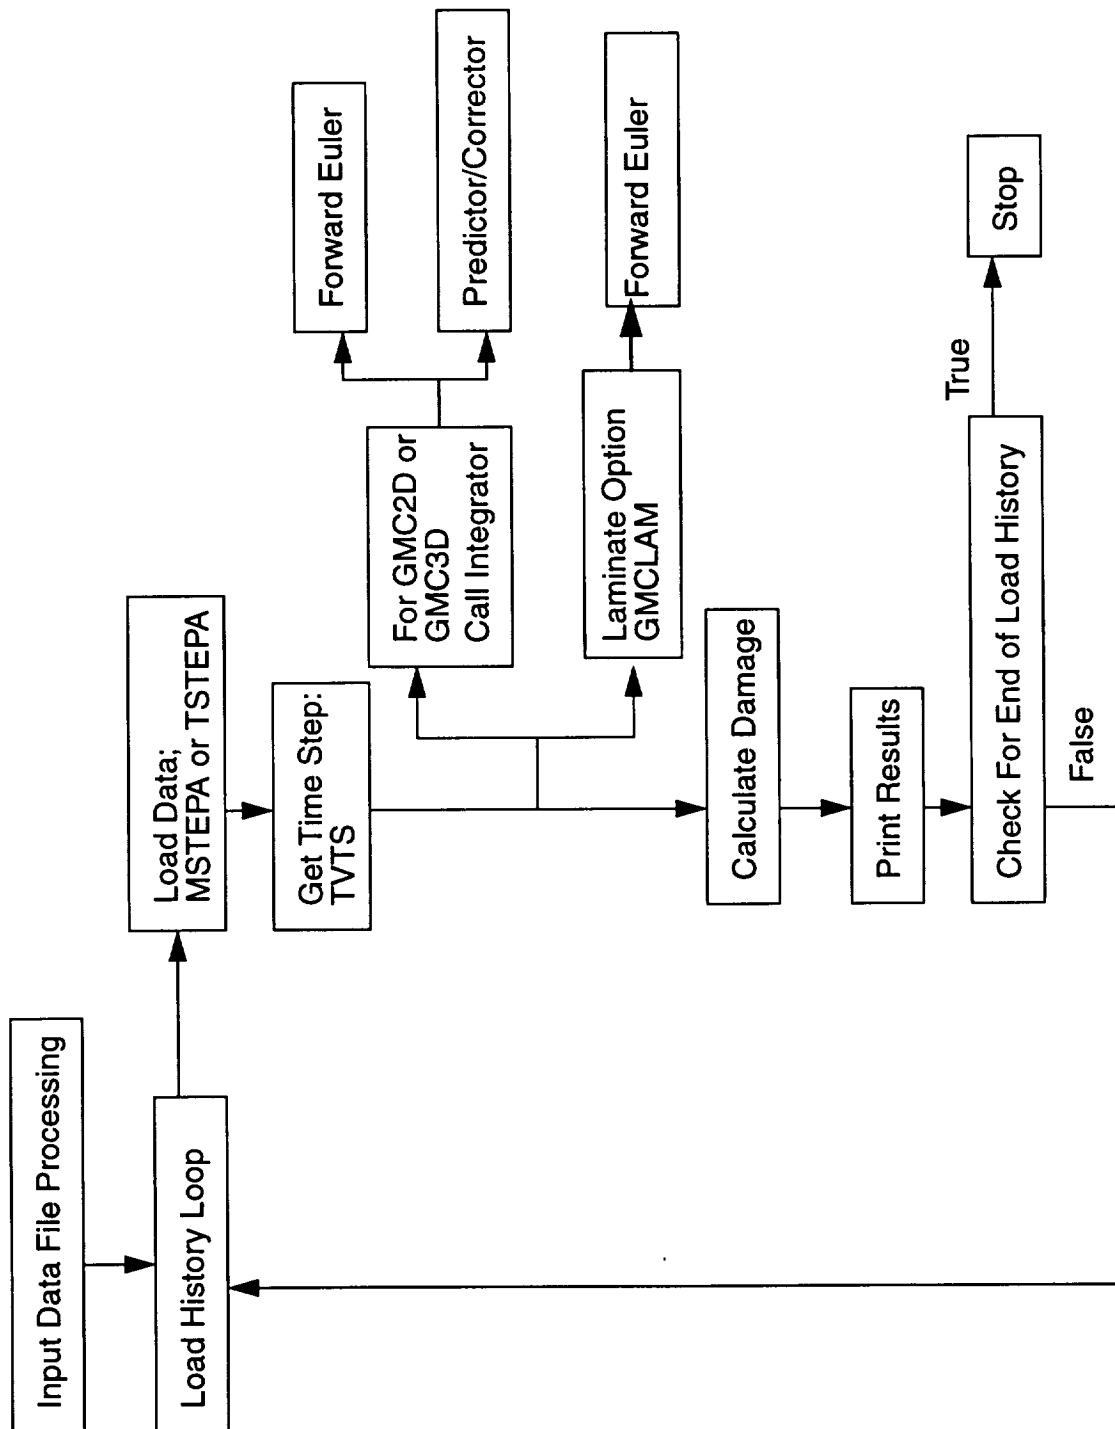 Input Data File Processing
Load History Loop
Load Data;
MSTEPA or TSTEPA
Get Time Step:
TVTS
For GMC2D or
GMC3D
Call Integrator
Forward Euler
Predictor/Corrector
Laminate Option
GMCLAM
Forward Euler
Calculate Damage
Print Results
Check For End of Load History
True
Stop
False